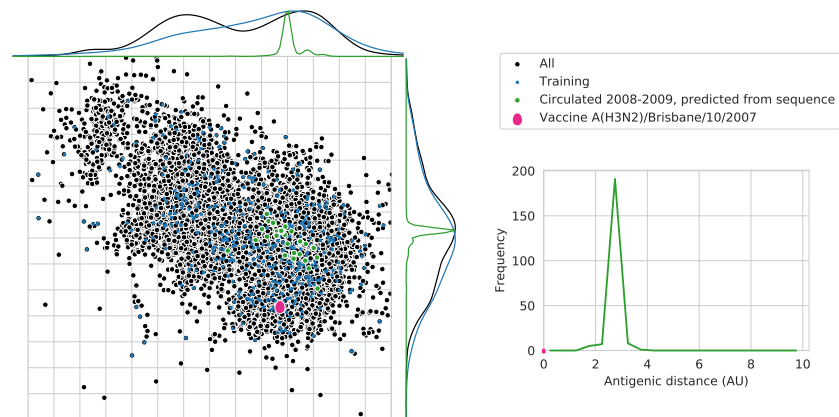 All
Training
Circulated 2008-2009, predicted from sequence
Vaccine A(H3N2)/Brisbane/10/2007
200
150
100
50
0
Frequency
0 2 4 6 8 10
Antigenic distance (AU)